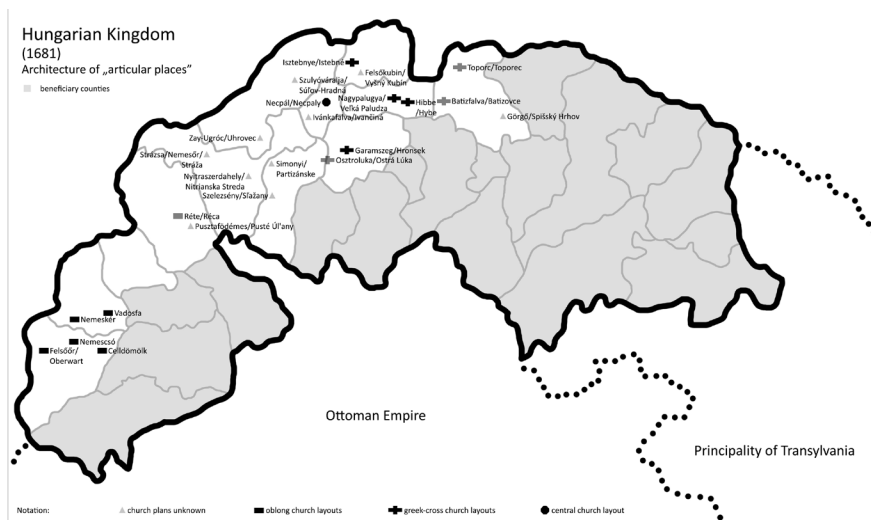 Hungarian Kingdom
(1681)
Architecture of „articular places”
beneficiary counties
Isztebnye/Istebné
Felsőkubin/
Vyšný Kubín
Toporc/Toporec
Szulyóváralja/
Súľov-Hradná
Necpál/Necpaly
Nagypalugya/
Veľká Paludza
Hibbe
/Hybe
Batizfalva/Batizovce
Ivánkafalva/Ivančiná
Görgő/Spišský Hrhov
Zay-Ugróc/Uhrovec
Strázsa/Nemesőr/
Stráža
Garamszeg/Hronsek
Osztroluka/Ostrá Lúka
Simonyi/
Partizánske
Nyitraszerdahely/
Nitrianska Streda
Szelezsény/Sľažany
Réte/Réca
Pusztafödémes/Pusté Úľany
Vadosfa
Nemeskér
Nemescsó
Felsőőr/
Oberwart
Celldömölk
Ottoman Empire
Principality of Transylvania
Notation:
church plans unknown
oblong church layouts
greek-cross church layouts
central church layout